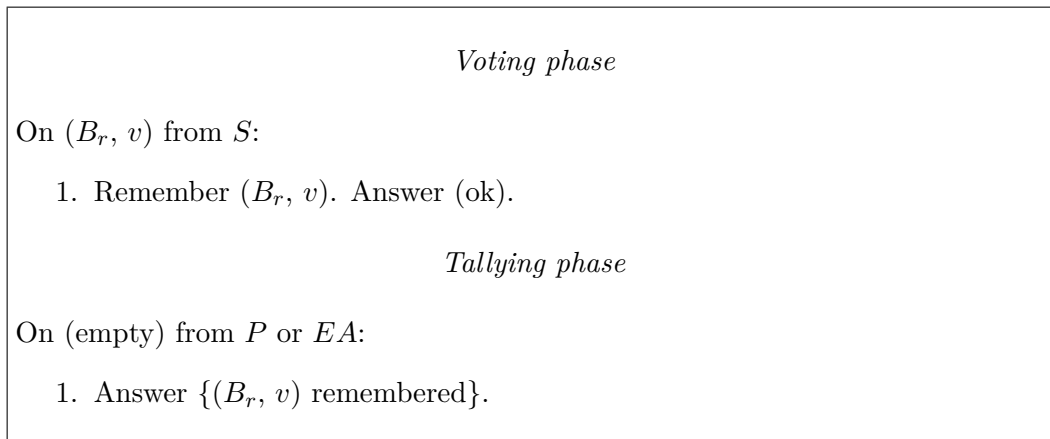 Voting phase
On (B_r, v) from S:
1. Remember (B_r, v). Answer (ok).
Tallying phase
On (empty) from P or EA:
1. Answer {(B_r, v) remembered}.